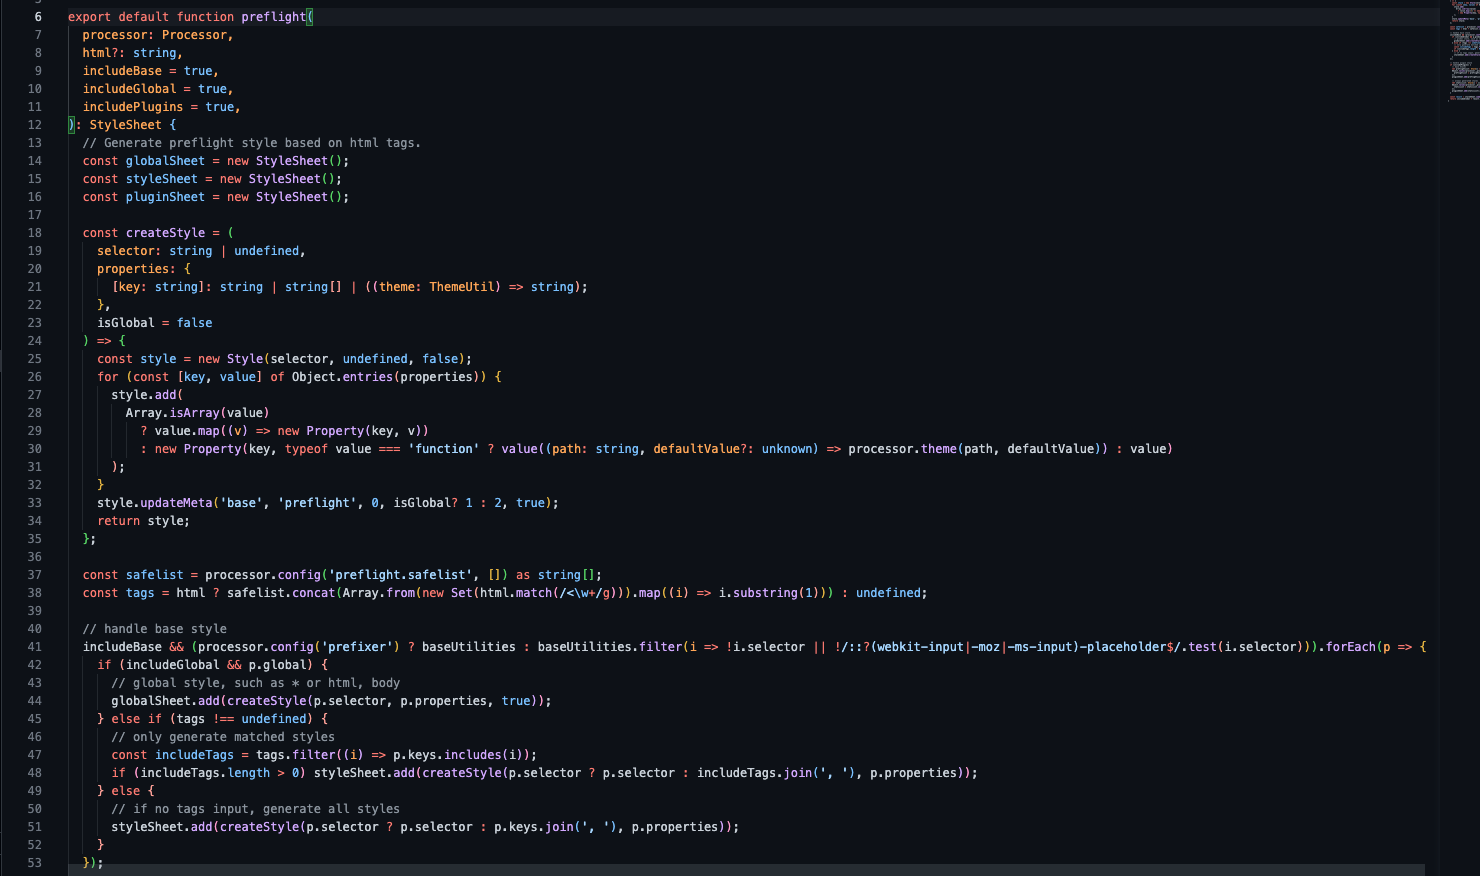 6 export default function preflight(
7   processor: Processor,
8   html?: string,
9   includeBase = true,
10   includeGlobal = true,
11   includePlugins = true,
12 ): StyleSheet {
13   // Generate preflight style based on html tags.
14   const globalSheet = new StyleSheet();
15   const styleSheet = new StyleSheet();
16   const pluginSheet = new StyleSheet();
17
18   const createStyle = (
19     selector: string | undefined,
20     properties: {
21       [key: string]: string | string[] | ((theme: ThemeUtil) => string);
22     },
23     isGlobal = false
24   ) => {
25     const style = new Style(selector, undefined, false);
26     for (const [key, value] of Object.entries(properties)) {
27       style.add(
28         Array.isArray(value)
29           ? value.map((v) => new Property(key, v))
30           : new Property(key, typeof value === 'function' ? value((path: string, defaultValue?: unknown) => processor.theme(path, defaultValue)) : value)
31       );
32     }
33     style.updateMeta('base', 'preflight', 0, isGlobal? 1 : 2, true);
34     return style;
35   };
36
37   const safelist = processor.config('preflight.safelist', []) as string[];
38   const tags = html ? safelist.concat(Array.from(new Set(html.match(/<\w+/g))).map((i) => i.substring(1))) : undefined;
39
40   // handle base style
41   includeBase && (processor.config('prefixer') ? baseUtilities : baseUtilities.filter(i => !i.selector || !/::?(webkit-input|-moz|-ms-input)-placeholder$/.test(i.selector))).forEach(p => {
42     if (includeGlobal && p.global) {
43       // global style, such as * or html, body
44       globalSheet.add(createStyle(p.selector, p.properties, true));
45     } else if (tags !== undefined) {
46       // only generate matched styles
47       const includeTags = tags.filter((i) => p.keys.includes(i));
48       if (includeTags.length > 0) styleSheet.add(createStyle(p.selector ? p.selector : includeTags.join(', '), p.properties));
49     } else {
50       // if no tags input, generate all styles
51       styleSheet.add(createStyle(p.selector ? p.selector : p.keys.join(', '), p.properties));
52     }
53   });